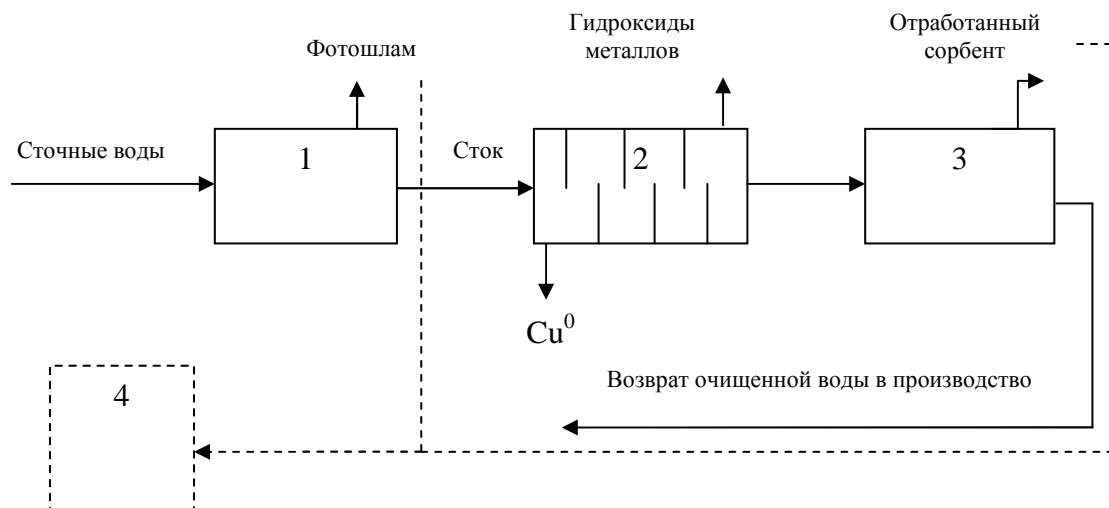 Фотошлам
Гидроксиды
металлов
Отработанный
сорбент
Сточные воды
1
Сток
2
3
Cu⁰
4
Возврат очищенной воды в производство